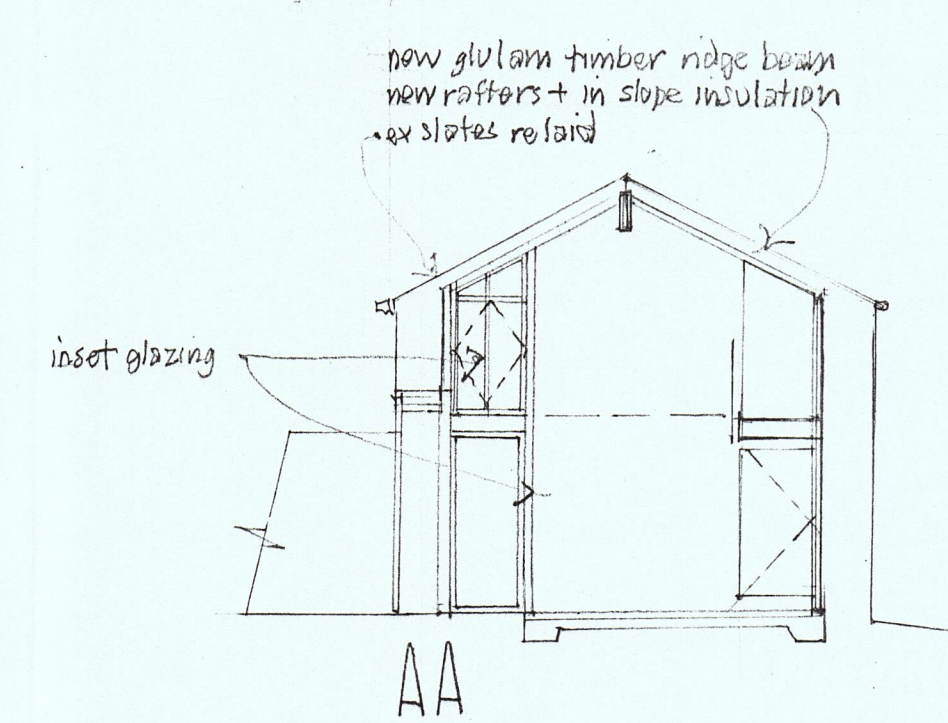 new glulam timber ridge beam
new rafters + in slope insulation
ex slates relaid
inset glazing
AA